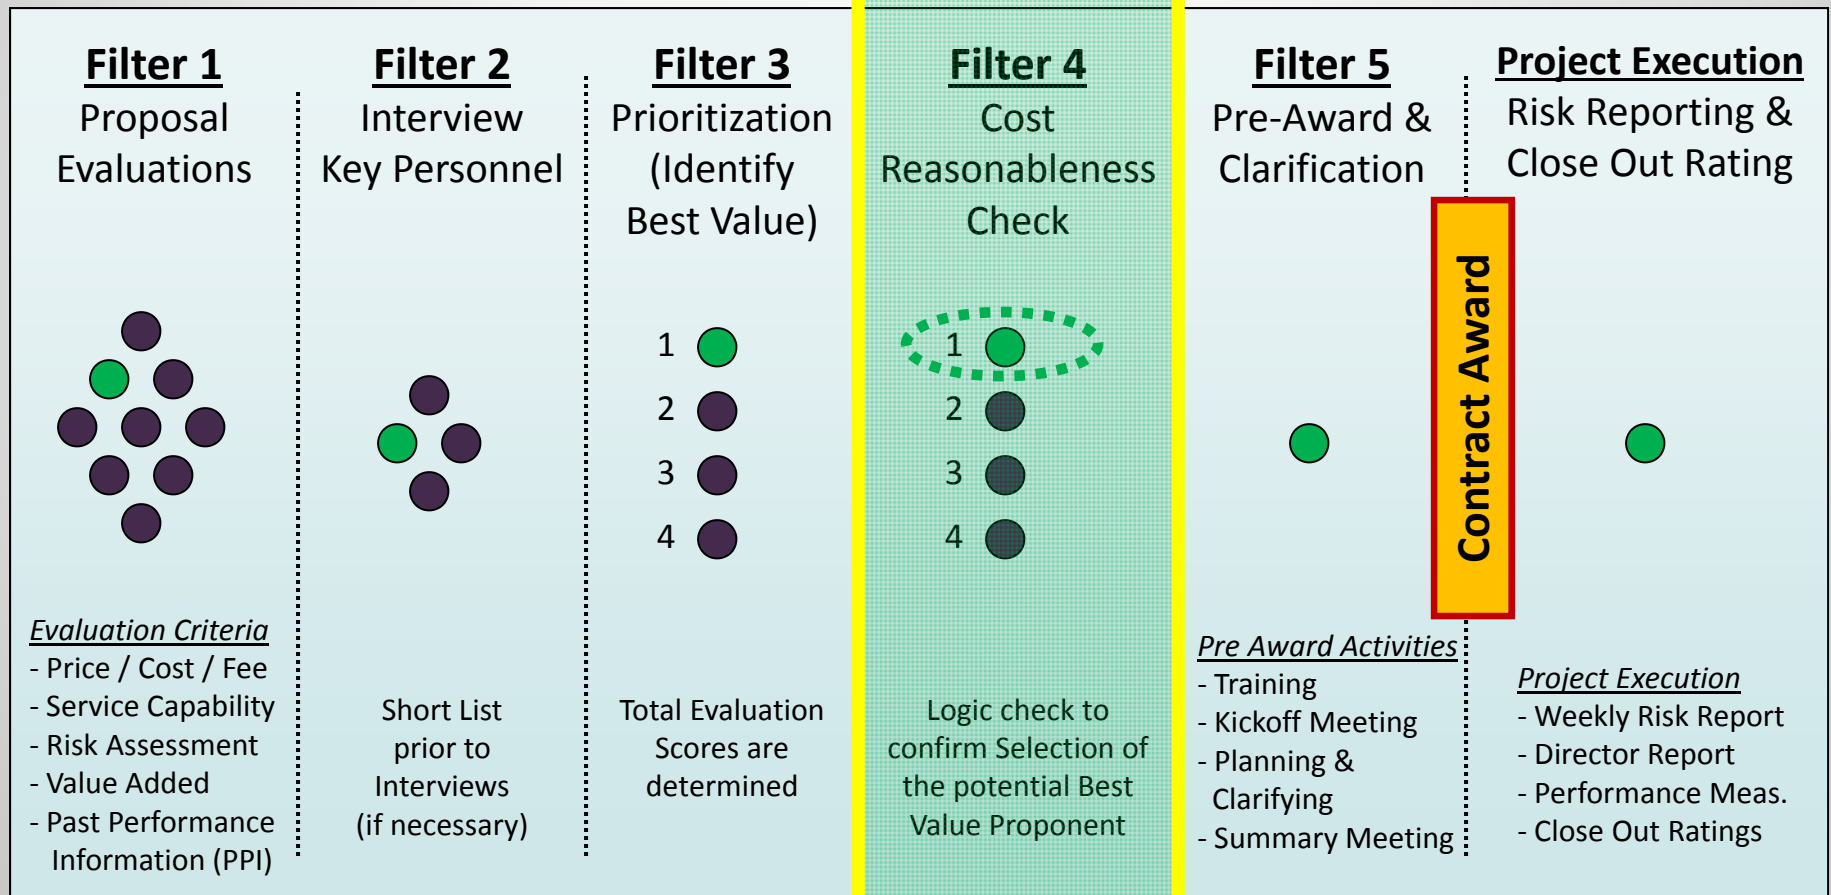 Filter 1
Proposal
Evaluations
Evaluation Criteria
- Price / Cost / Fee
- Service Capability
- Risk Assessment
- Value Added
- Past Performance
Information (PPI)
Filter 2
Interview
Key Personnel
Short List
prior to
Interviews
(if necessary)
Filter 3
Prioritization
(Identify
Best Value)
1
2
3
4
Total Evaluation
Scores are
determined
Filter 4
Cost
Reasonableness
Check
1
2
3
4
Logic check to
confirm Selection of
the potential Best
Value Proponent
Filter 5
Pre-Award &
Clarification
Pre Award Activities
- Training
- Kickoff Meeting
- Planning &
Clarifying
- Summary Meeting
Contract Award
Project Execution
Risk Reporting &
Close Out Rating
Project Execution
- Weekly Risk Report
- Director Report
- Performance Meas.
- Close Out Ratings